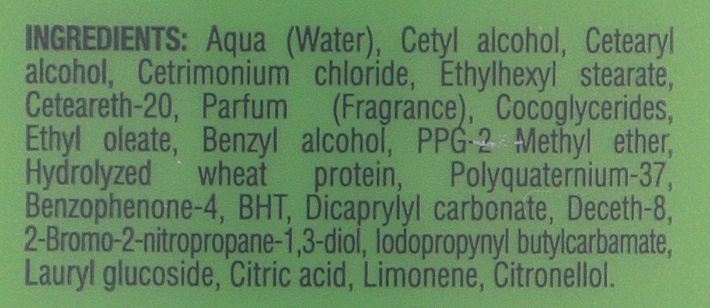 INGREDIENTS: Aqua (Water), Cetyl alcohol, Cetearyl
alcohol, Cetrimonium chloride, Ethylhexyl stearate,
Ceteareth-20, Parfum (Fragrance), Cocoglycerides,
Ethyl oleate, Benzyl alcohol, PPG-2 Methyl ether,
Hydrolyzed wheat protein, Polyquaternium-37,
Benzophenone-4, BHT, Dicaprylyl carbonate, Deceth-8,
2-Bromo-2-nitropropane-1,3-diol, Iodopropynyl butylcarbamate,
Lauryl glucoside, Citric acid, Limonene, Citronellol.